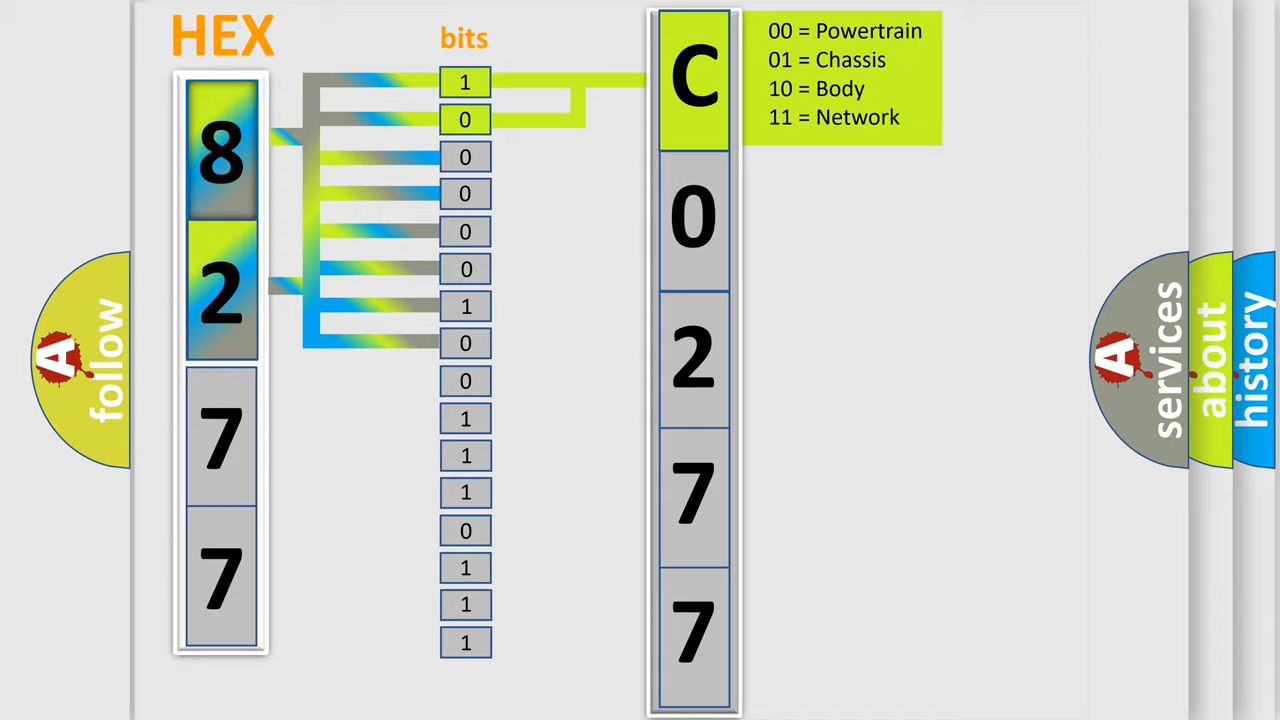 HEX
bits
8
2
7
7
1
0
0
0
0
0
1
0
0
1
1
1
0
1
1
1
C
0
2
7
7
00 = Powertrain
01 = Chassis
10 = Body
11 = Network
A
follow
A
services
about
history